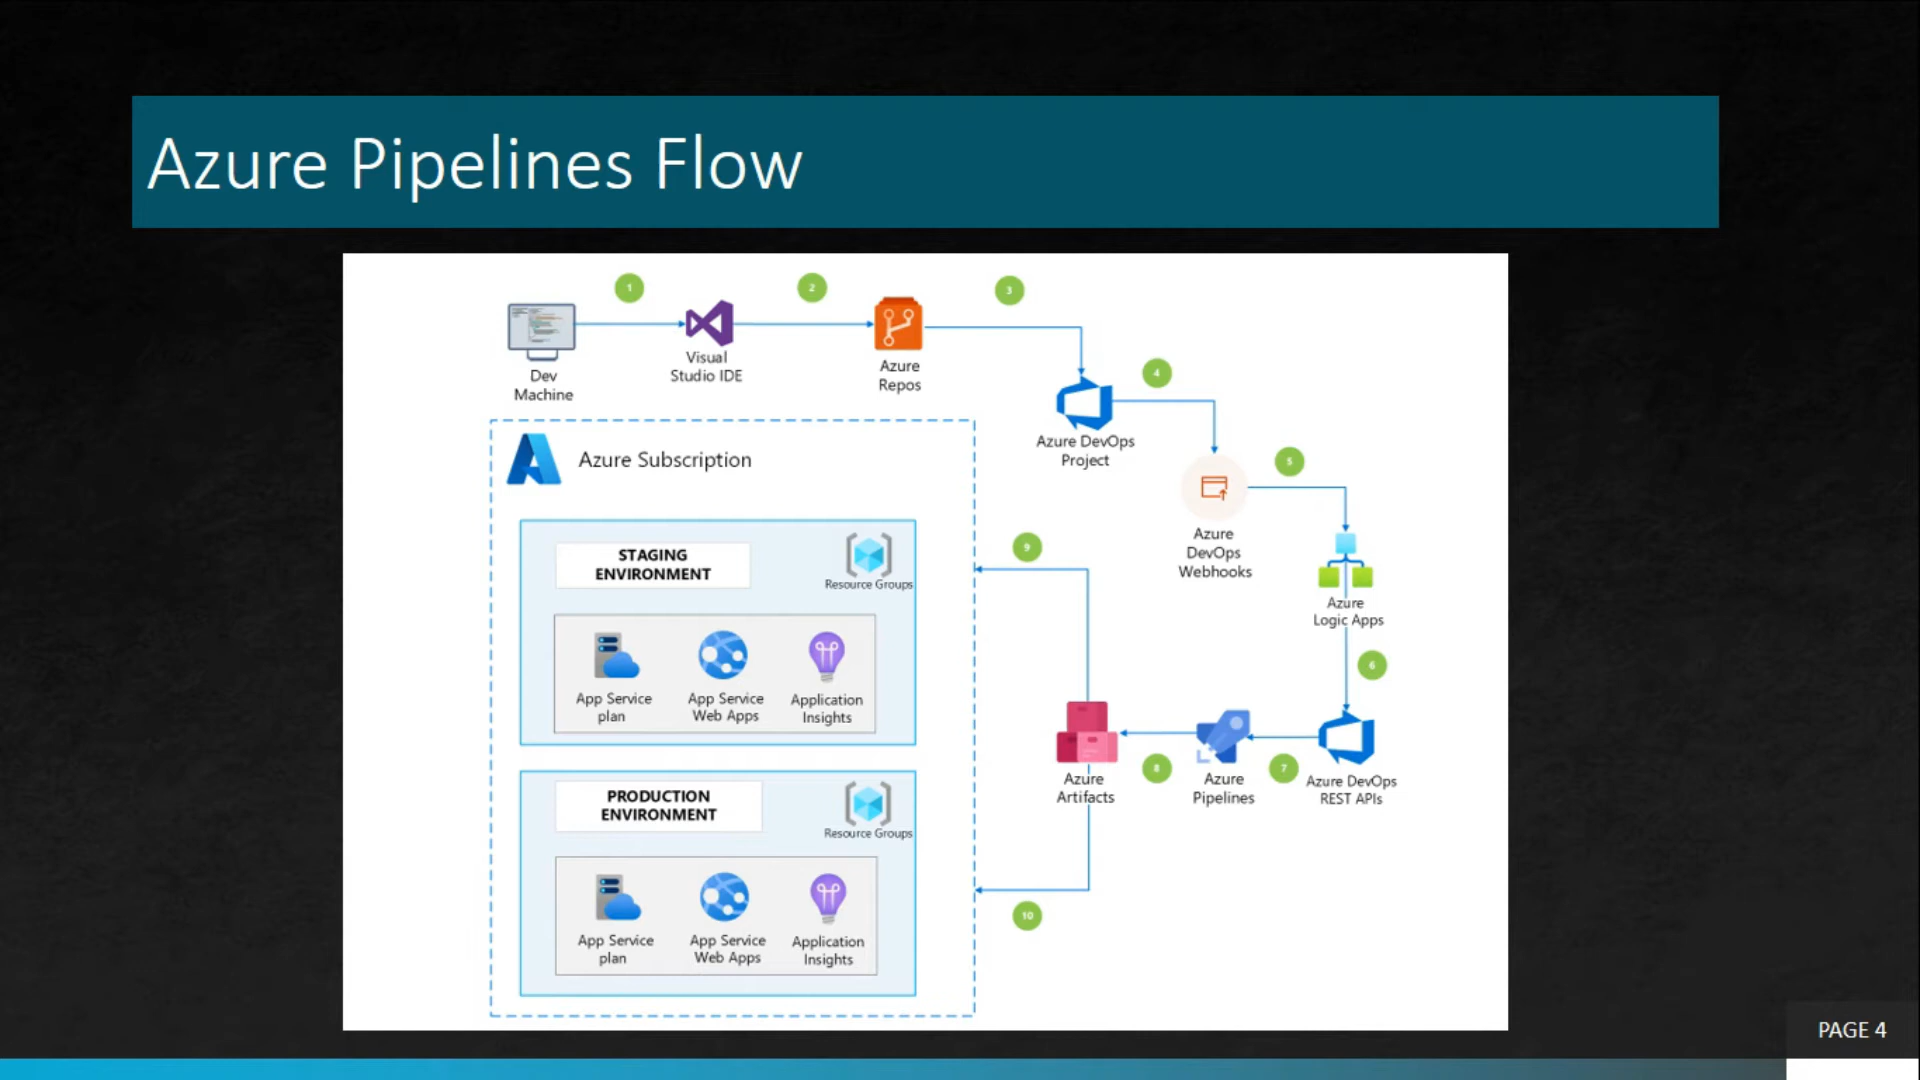 Azure Pipelines Flow
1
2
3
Dev
Machine
Visual
Studio IDE
Azure
Repos
4
Azure DevOps
Project
5
Azure
DevOps
Webhooks
Azure
Logic Apps
6
Azure DevOps
REST APIs
7
Azure
Pipelines
8
Azure
Artifacts
9
10
Azure Subscription
STAGING
ENVIRONMENT
Resource Groups
App Service
plan
App Service
Web Apps
Application
Insights
PRODUCTION
ENVIRONMENT
Resource Groups
App Service
plan
App Service
Web Apps
Application
Insights
PAGE 4